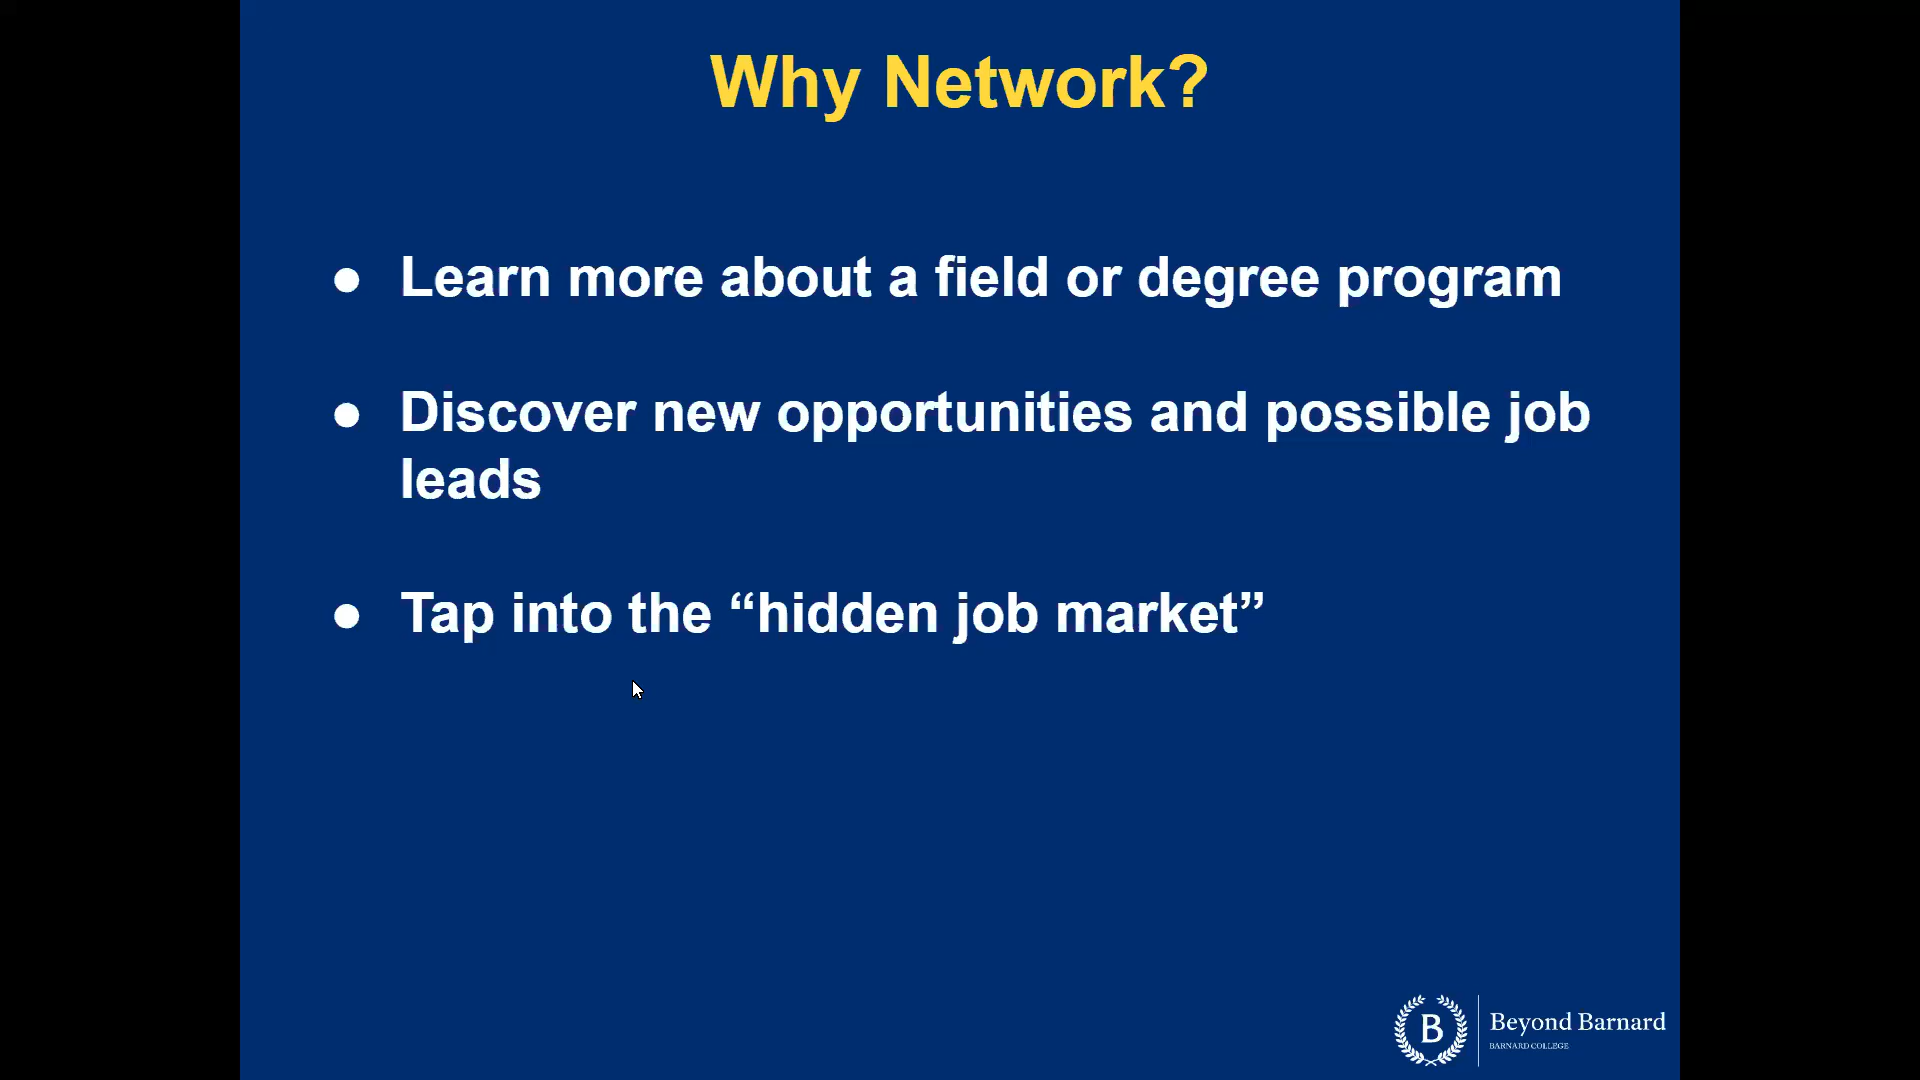 Why Network?
● Learn more about a field or degree program
● Discover new opportunities and possible job
leads
● Tap into the “hidden job market”
B
Beyond Barnard
BARNARD COLLEGE